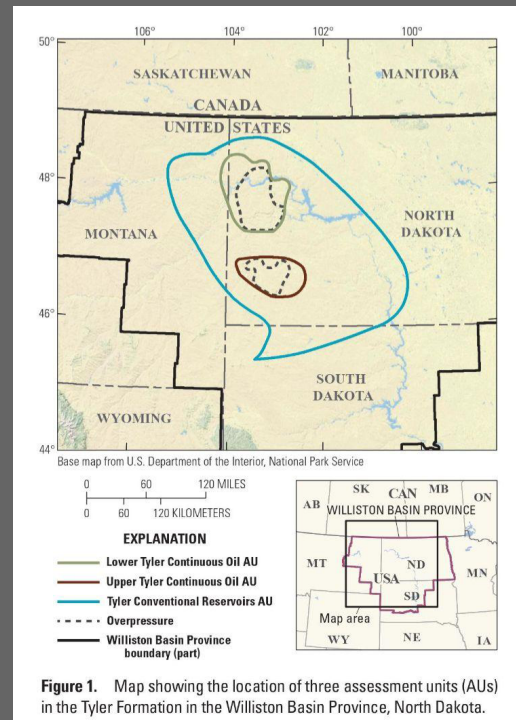 106° 104° 102° 100°
50°
SASKATCHEWAN MANITOBA
CANADA
UNITED STATES
48°
MONTANA
NORTH
DAKOTA
46°
SOUTH
DAKOTA
WYOMING
44°
Base map from U.S. Department of the Interior, National Park Service
0 60 120 MILES
0 60 120 KILOMETERS
EXPLANATION
Lower Tyler Continuous Oil AU
Upper Tyler Continuous Oil AU
Tyler Conventional Reservoirs AU
Overpressure
Williston Basin Province
boundary (part)
AB SK CAN MB ON
WILLISTON BASIN PROVINCE
MT ND MN
USA
SD
Map area
WY NE IA
Figure 1. Map showing the location of three assessment units (AUs)
in the Tyler Formation in the Williston Basin Province, North Dakota.